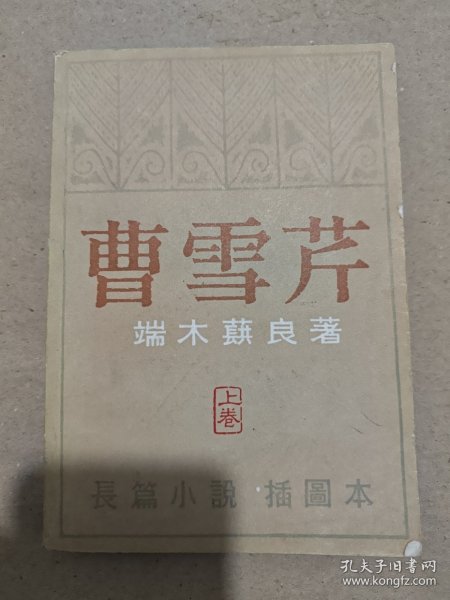 曹雪芹
端木蕻良著
上卷
長篇小說 插圖本
孔夫子旧书网
www.kongfz.com